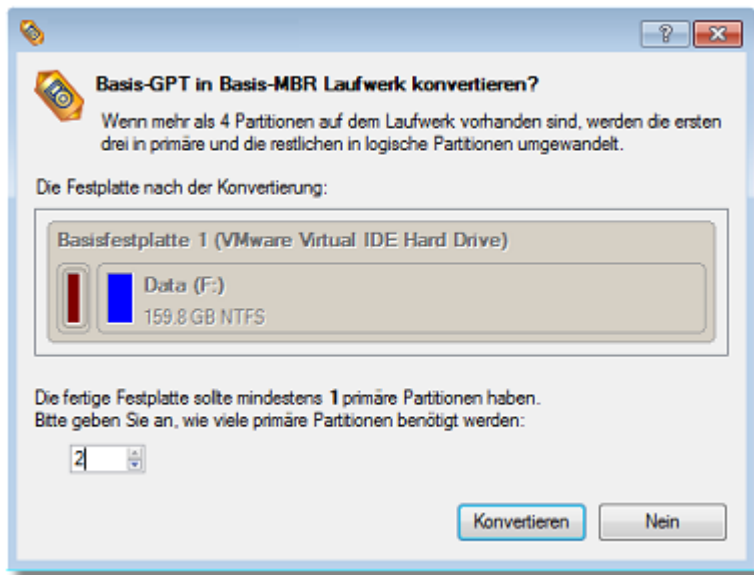 Basis-GPT in Basis-MBR Laufwerk konvertieren?
Wenn mehr als 4 Partitionen auf dem Laufwerk vorhanden sind, werden die ersten
drei in primäre und die restlichen in logische Partitionen umgewandelt.
Die Festplatte nach der Konvertierung:
Basisfestplatte 1 (VMware Virtual IDE Hard Drive)
Data (F:)
159.8 GB NTFS
Die fertige Festplatte sollte mindestens 1 primäre Partitionen haben.
Bitte geben Sie an, wie viele primäre Partitionen benötigt werden:
2
Konvertieren Nein